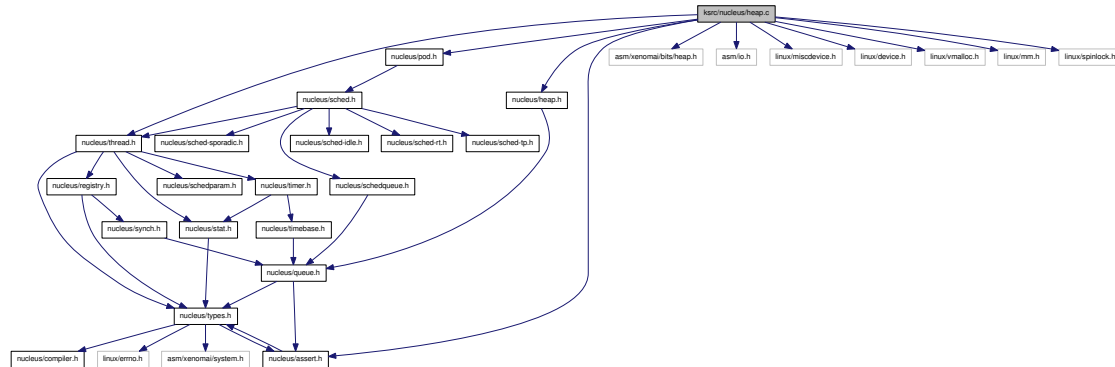 ksrc/nucleus/heap.c
nucleus/pod.h
asm/xenomai/bits/heap.h
asm/io.h
linux/miscdevice.h
linux/device.h
linux/vmalloc.h
linux/mm.h
linux/spinlock.h
nucleus/sched.h
nucleus/heap.h
nucleus/thread.h
nucleus/sched-sporadic.h
nucleus/sched-idle.h
nucleus/sched-rt.h
nucleus/sched-tp.h
nucleus/registry.h
nucleus/schedparam.h
nucleus/timer.h
nucleus/schedqueue.h
nucleus/synch.h
nucleus/stat.h
nucleus/timebase.h
nucleus/queue.h
nucleus/types.h
nucleus/compiler.h
linux/errno.h
asm/xenomai/system.h
nucleus/assert.h